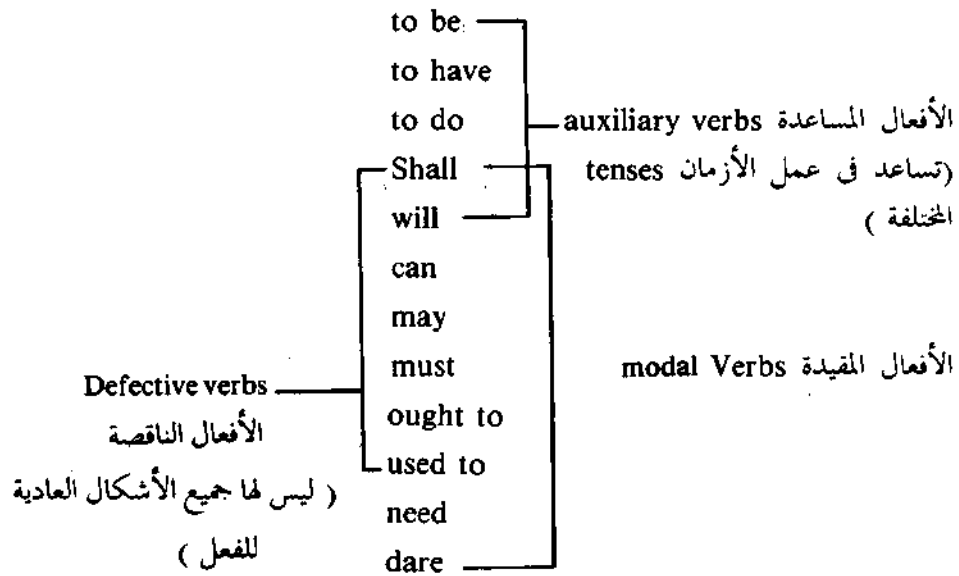 to be
to have
to do
auxiliary verbs الأفعال المساعدة
Shall
(تساعد فى عمل الأزمان tenses
will
المختلفة )
can
may
must
modal Verbs الأفعال المقيدة
Defective verbs
ought to
الأفعال الناقصة
used to
( ليس لها جميع الأشكال العادية
need
للفعل )
dare